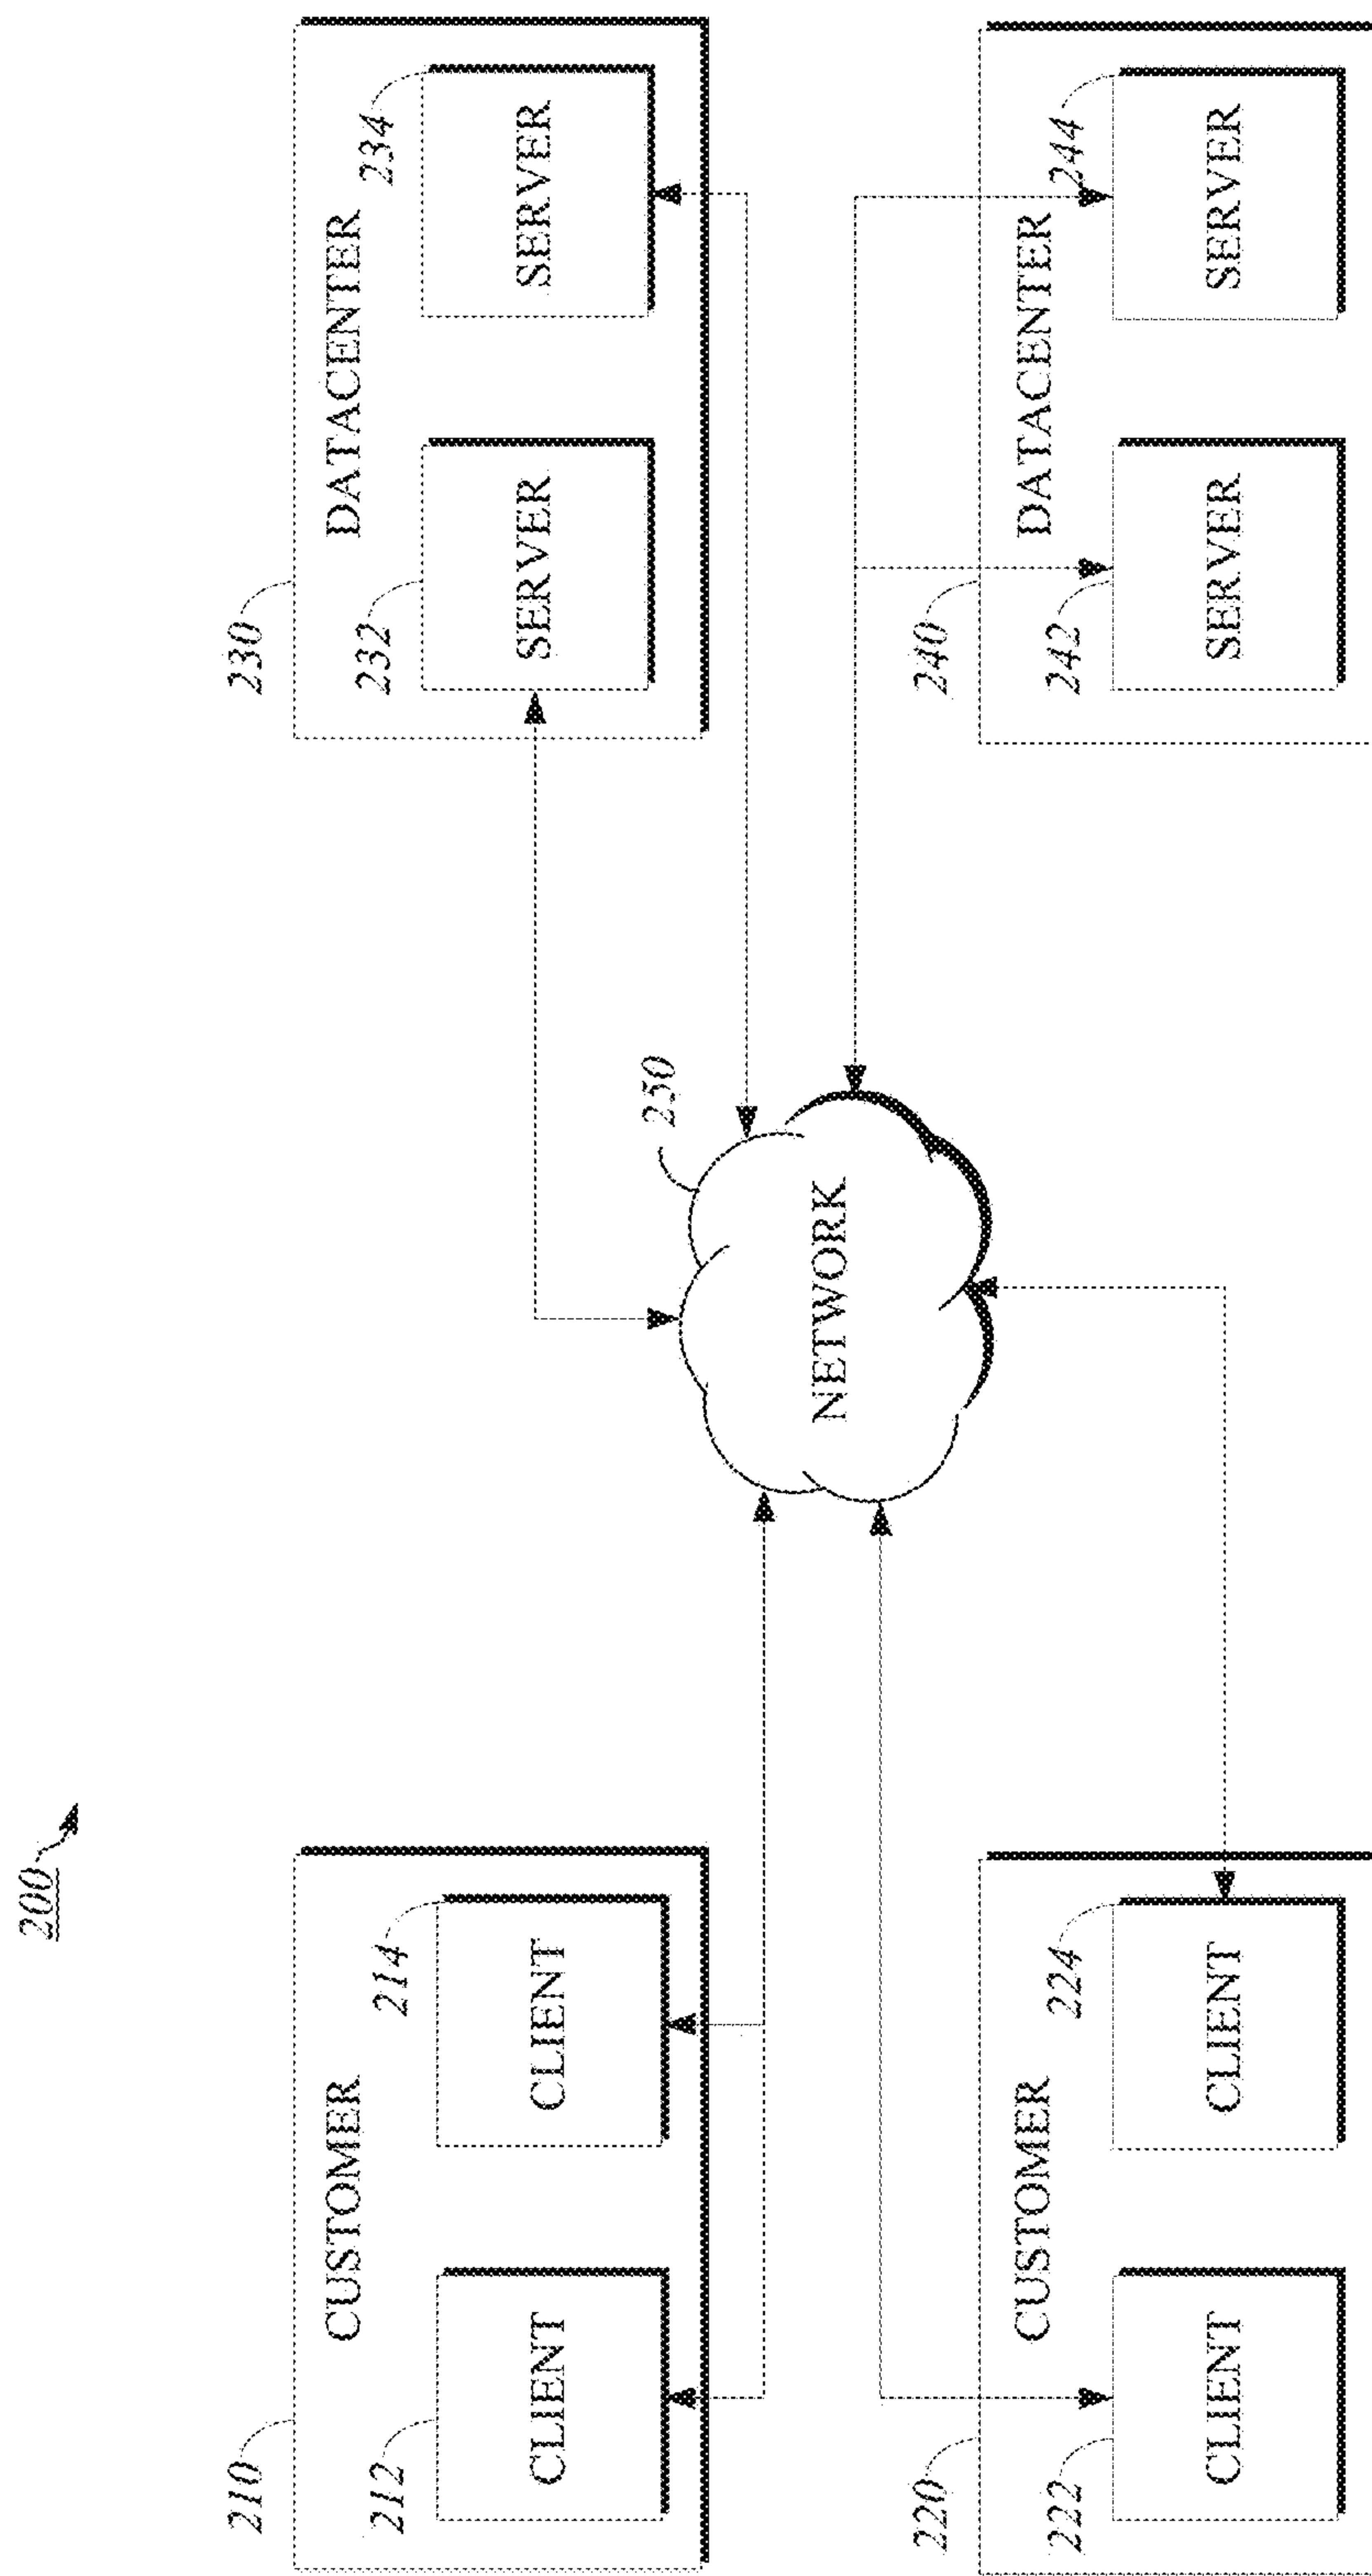 200
210
CUSTOMER
212
CLIENT
214
CLIENT
220
CUSTOMER
222
CLIENT
224
CLIENT
250
NETWORK
230
DATACENTER
232
SERVER
234
SERVER
240
DATACENTER
242
SERVER
244
SERVER